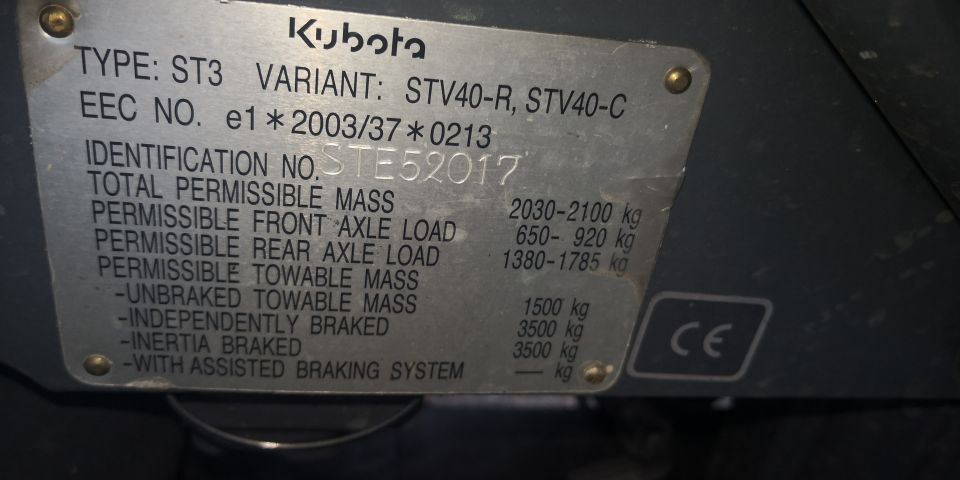 Kubota
TYPE: ST3 VARIANT: STV40-R, STV40-C
EEC NO. e1*2003/37*0213
IDENTIFICATION NO. STE52017
TOTAL PERMISSIBLE MASS 2030-2100 kg
PERMISSIBLE FRONT AXLE LOAD 650- 920 kg
PERMISSIBLE REAR AXLE LOAD 1380-1785 kg
PERMISSIBLE TOWABLE MASS
-UNBRAKED TOWABLE MASS 1500 kg
-INDEPENDENTLY BRAKED 3500 kg
-INERTIA BRAKED 3500 kg
-WITH ASSISTED BRAKING SYSTEM — kg
CE